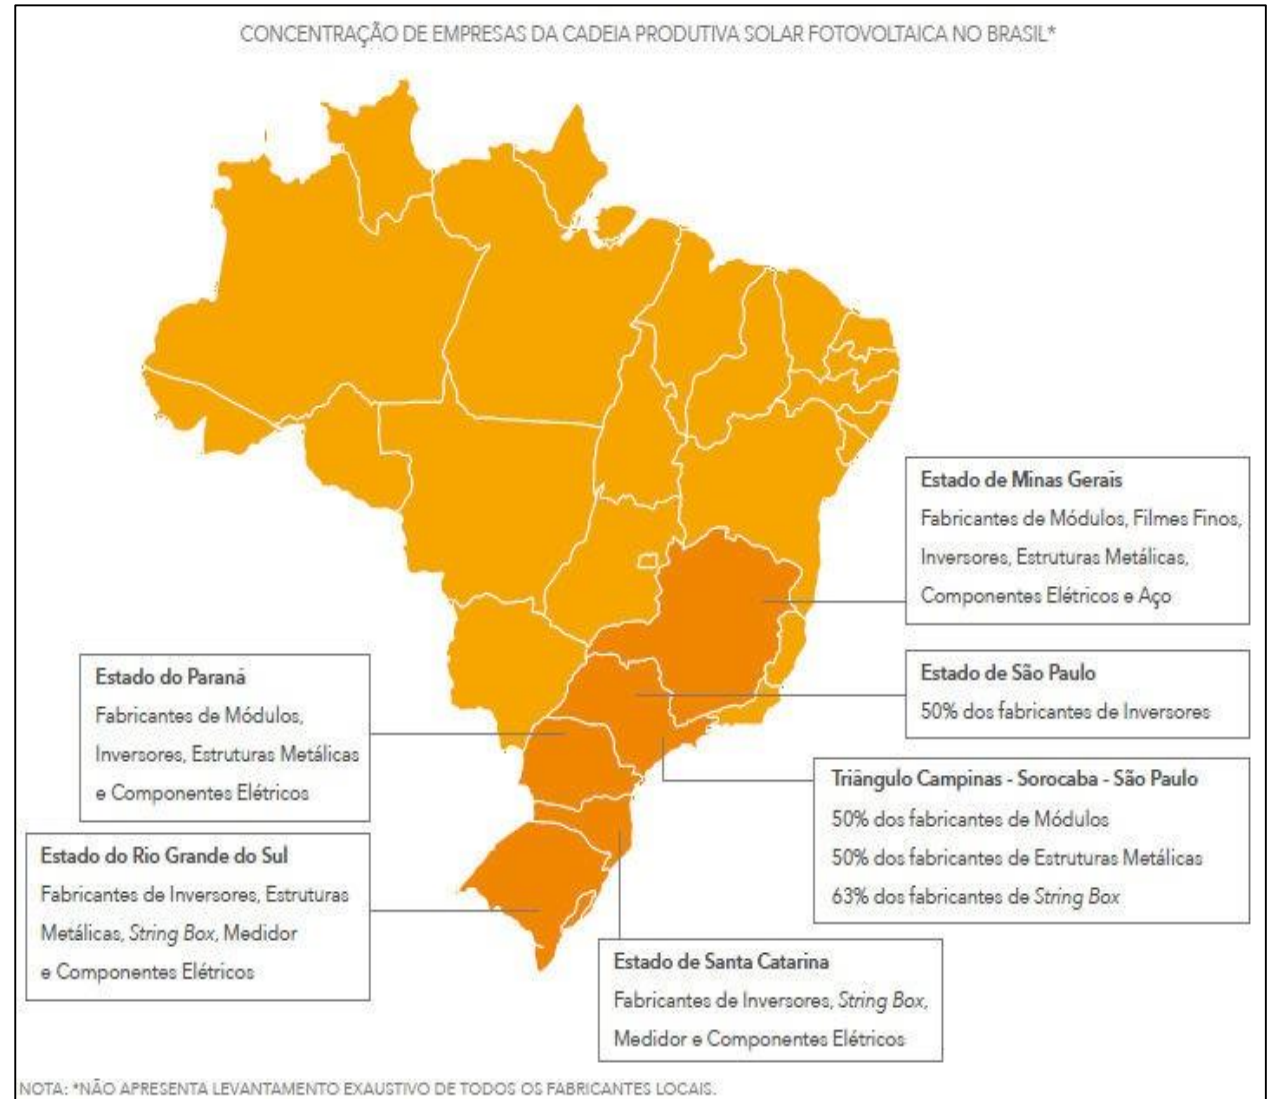 CONCENTRAÇÃO DE EMPRESAS DA CADEIA PRODUTIVA SOLAR FOTOVOLTAICA NO BRASIL*
Estado de Minas Gerais
Fabricantes de Módulos, Filmes Finos,
Inversores, Estruturas Metálicas,
Componentes Elétricos e Aço
Estado de São Paulo
50% dos fabricantes de Inversores
Estado do Paraná
Fabricantes de Módulos,
Inversores, Estruturas Metálicas
e Componentes Elétricos
Triângulo Campinas - Sorocaba - São Paulo
50% dos fabricantes de Módulos
50% dos fabricantes de Estruturas Metálicas
63% dos fabricantes de String Box
Estado do Rio Grande do Sul
Fabricantes de Inversores, Estruturas
Metálicas, String Box, Medidor
e Componentes Elétricos
Estado de Santa Catarina
Fabricantes de Inversores, String Box,
Medidor e Componentes Elétricos
NOTA: *NÃO APRESENTA LEVANTAMENTO EXAUSTIVO DE TODOS OS FABRICANTES LOCAIS.